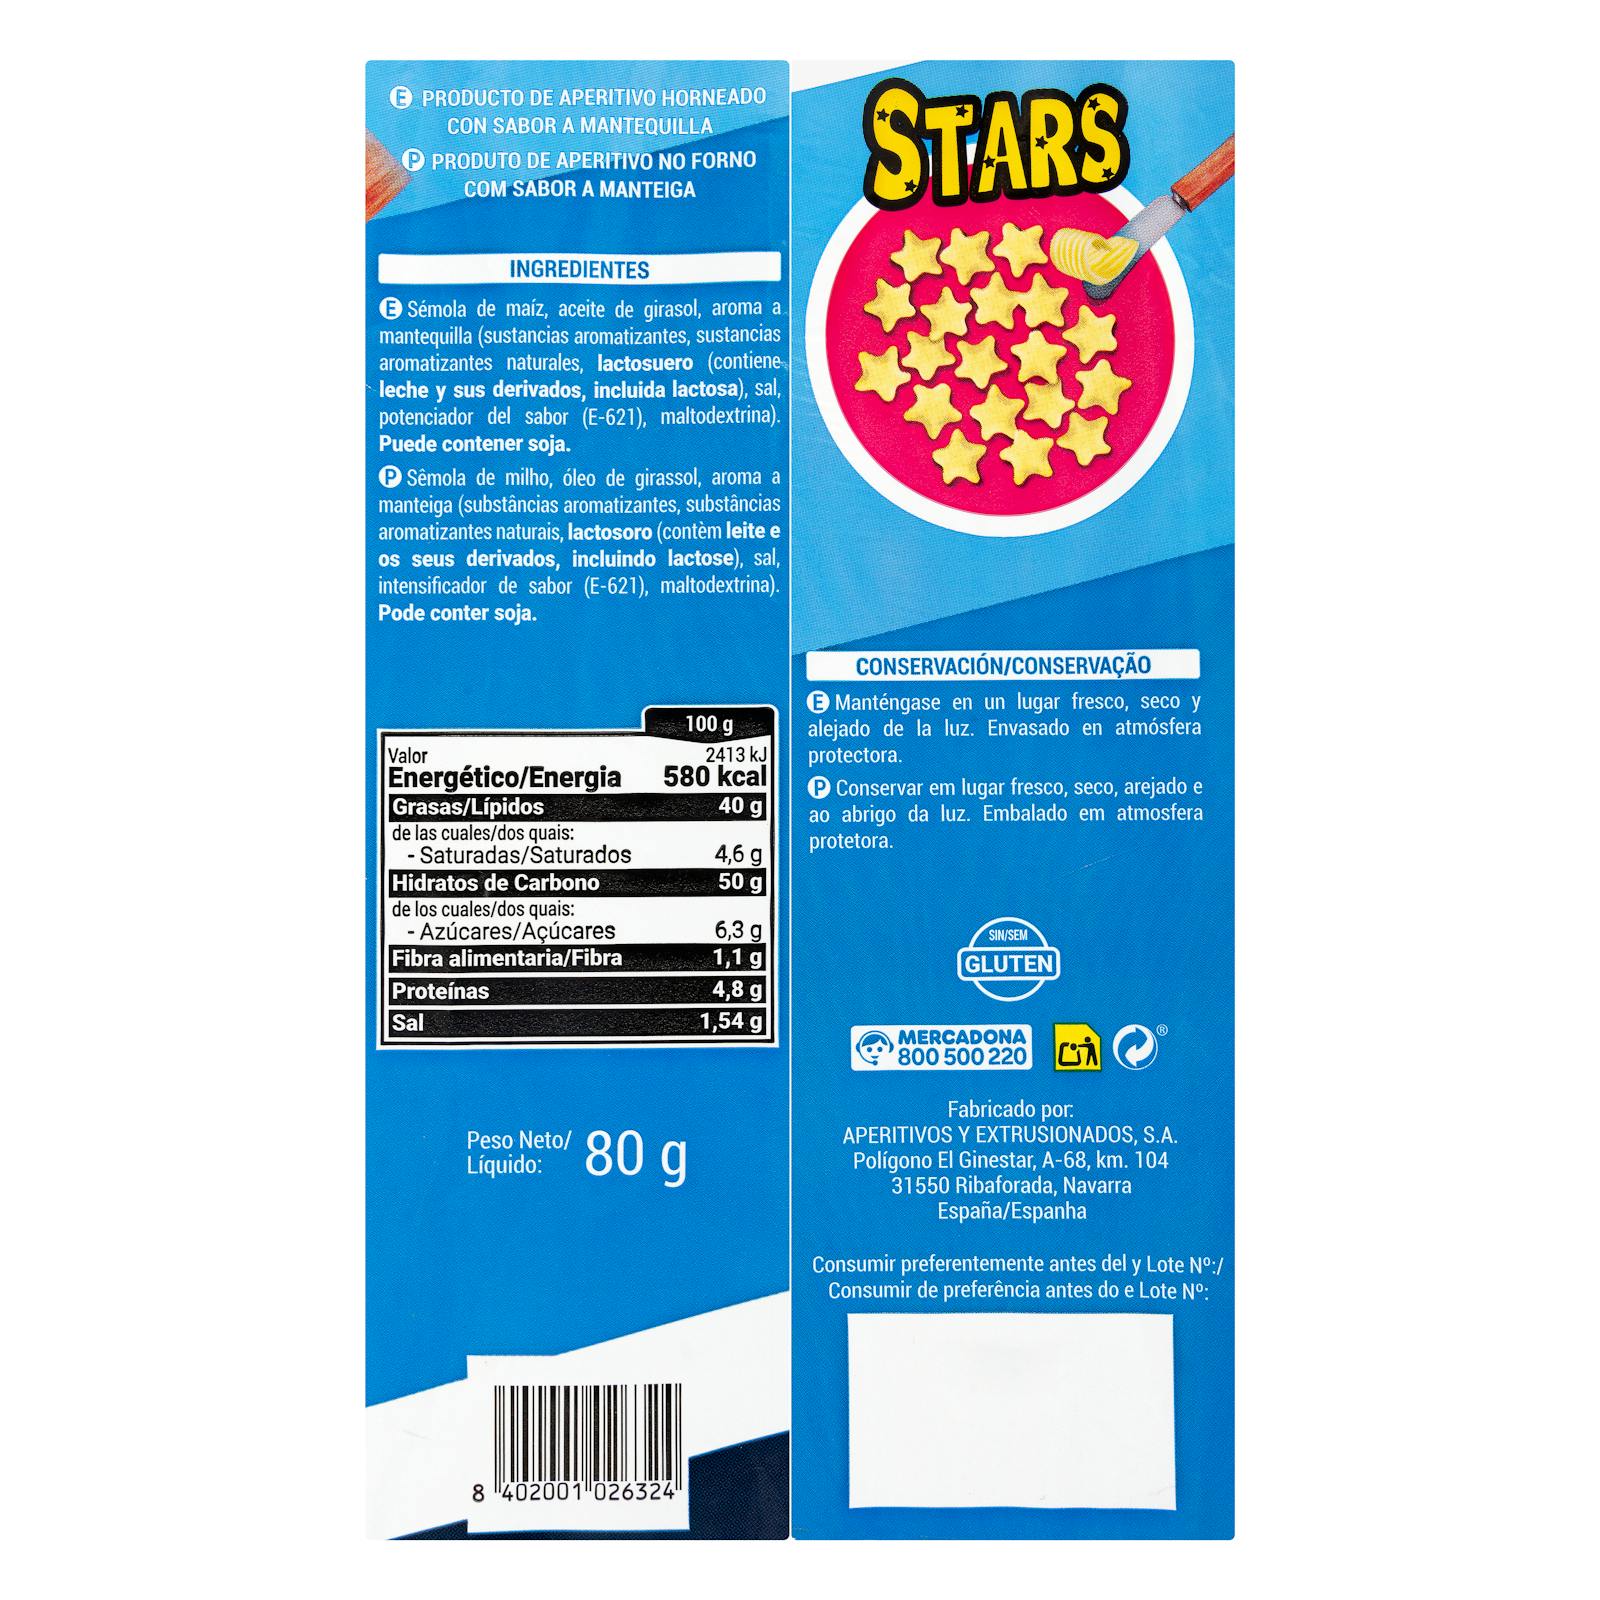 E PRODUCTO DE APERITIVO HORNEADO
CON SABOR A MANTEQUILLA
P PRODUTO DE APERITIVO NO FORNO
COM SABOR A MANTEIGA
INGREDIENTES
E Sémola de maíz, aceite de girasol, aroma a
mantequilla (sustancias aromatizantes, sustancias
aromatizantes naturales, lactosuero (contiene
leche y sus derivados, incluida lactosa), sal,
potenciador del sabor (E-621), maltodextrina).
Puede contener soja.
P Sêmola de milho, óleo de girassol, aroma a
manteiga (substâncias aromatizantes, substâncias
aromatizantes naturais, lactosoro (contèm leite e
os seus derivados, incluindo lactose), sal,
intensificador de sabor (E-621), maltodextrina).
Pode conter soja.
100 g
Valor 2413 kJ
Energético/Energia 580 kcal
Grasas/Lípidos 40 g
de las cuales/dos quais:
- Saturadas/Saturados 4,6 g
Hidratos de Carbono 50 g
de los cuales/dos quais:
- Azúcares/Açúcares 6,3 g
Fibra alimentaria/Fibra 1,1 g
Proteínas 4,8 g
Sal 1,54 g
Peso Neto/
Líquido: 80 g
8 402001 026324
STARS
CONSERVACIÓN/CONSERVAÇÃO
E Manténgase en un lugar fresco, seco y
alejado de la luz. Envasado en atmósfera
protectora.
P Conservar em lugar fresco, seco, arejado e
ao abrigo da luz. Embalado em atmosfera
protetora.
SIN/SEM
GLUTEN
MERCADONA
800 500 220
®
Fabricado por:
APERITIVOS Y EXTRUSIONADOS, S.A.
Polígono El Ginestar, A-68, km. 104
31550 Ribaforada, Navarra
España/Espanha
Consumir preferentemente antes del y Lote Nº:/
Consumir de preferência antes do e Lote Nº: